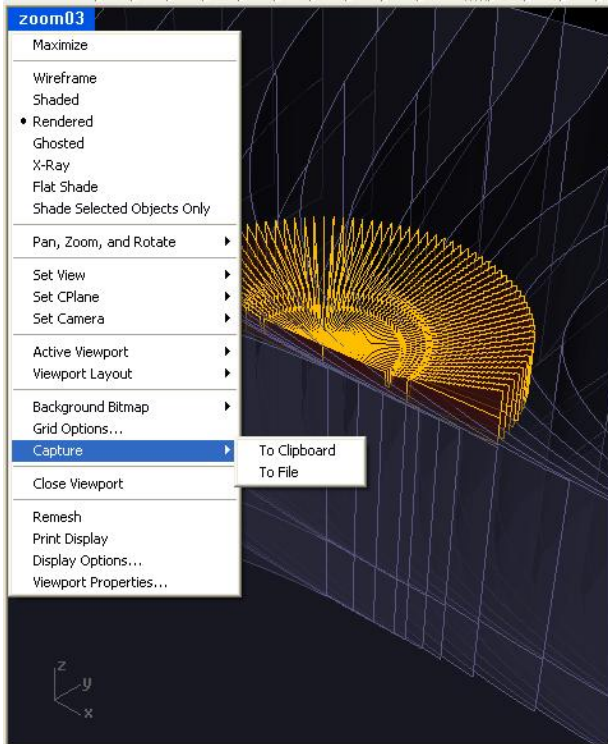 zoom03
Maximize
Wireframe
Shaded
Rendered
Ghosted
X-Ray
Flat Shade
Shade Selected Objects Only
Pan, Zoom, and Rotate
Set View
Set CPlane
Set Camera
Active Viewport
Viewport Layout
Background Bitmap
Grid Options...
Capture
To Clipboard
To File
Close Viewport
Remesh
Print Display
Display Options...
Viewport Properties...
z
y
x